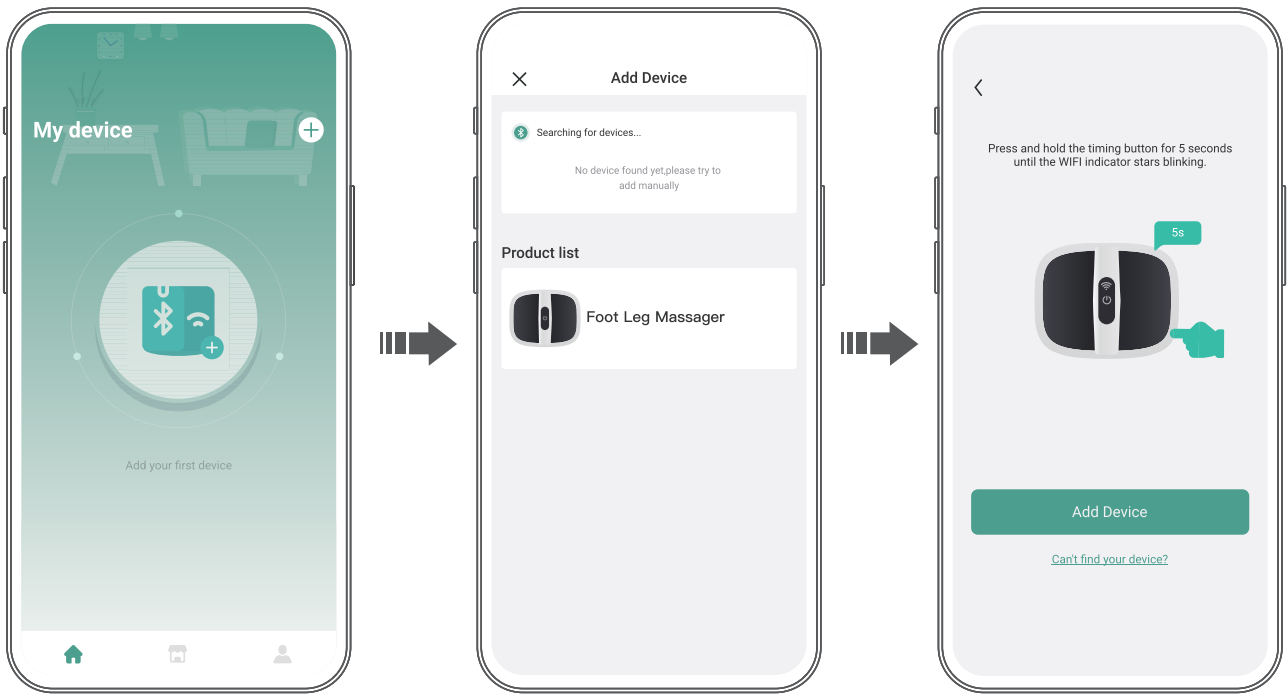 My device
Add your first device
Add Device
Searching for devices...
No device found yet,please try to
add manually
Product list
Foot Leg Massager
Press and hold the timing button for 5 seconds
until the WIFI indicator stars blinking.
5s
Add Device
Can't find your device?